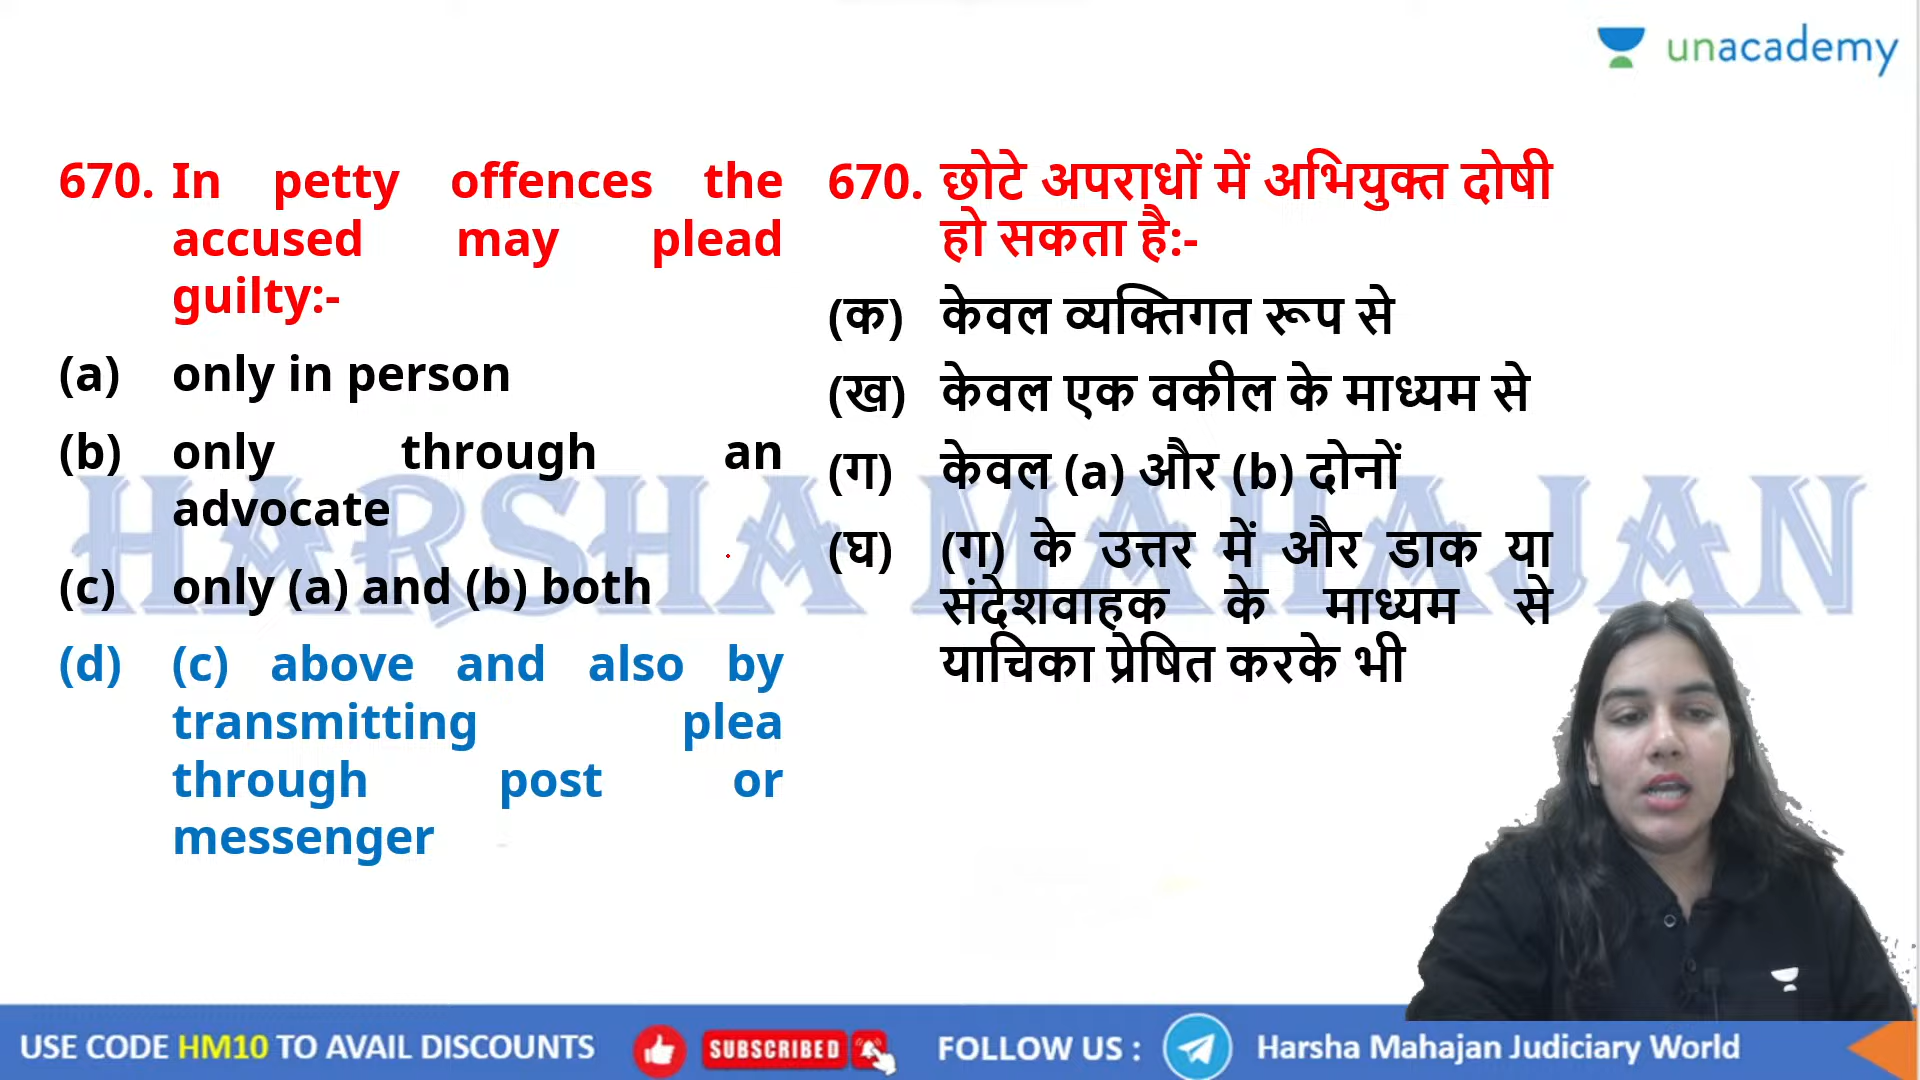 unacademy
670. In petty offences the
accused may plead
guilty:-
(a) only in person
(b) only through an
advocate
(c) only (a) and (b) both
(d) (c) above and also by
transmitting plea
through post or
messenger
670. छोटे अपराधों में अभियुक्त दोषी
हो सकता है:-
(क) केवल व्यक्तिगत रूप से
(ख) केवल एक वकील के माध्यम से
(ग) केवल (a) और (b) दोनों
(घ) (ग) के उत्तर में और डाक या
संदेशवाहक के माध्यम से
याचिका प्रेषित करके भी
HARSHA MAHAJAN
USE CODE HM10 TO AVAIL DISCOUNTS
SUBSCRIBED
FOLLOW US :
Harsha Mahajan Judiciary World